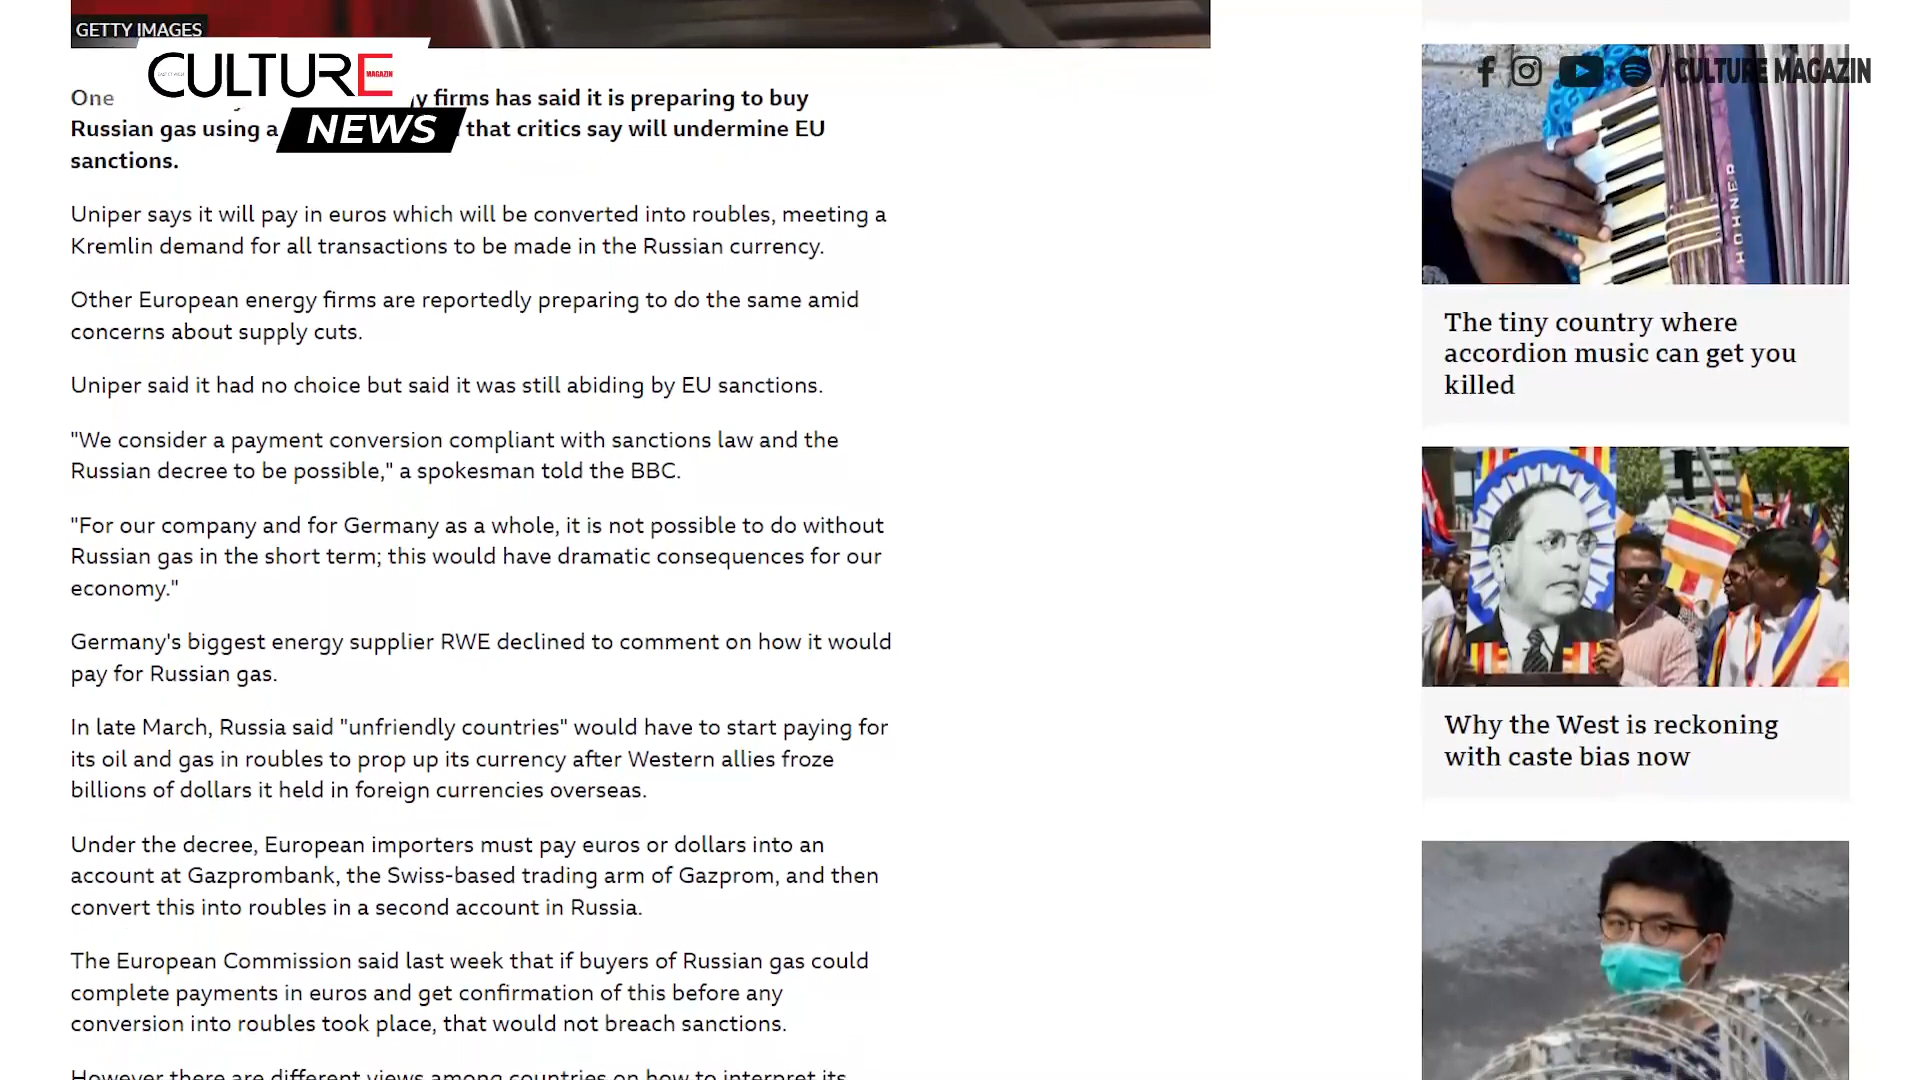 GETTY IMAGES
CULTURE
MAGAZIN
NEWS
/ CULTURE MAGAZIN
One
firms has said it is preparing to buy
Russian gas using a that critics say will undermine EU
sanctions.
Uniper says it will pay in euros which will be converted into roubles, meeting a
Kremlin demand for all transactions to be made in the Russian currency.
Other European energy firms are reportedly preparing to do the same amid
concerns about supply cuts.
Uniper said it had no choice but said it was still abiding by EU sanctions.
"We consider a payment conversion compliant with sanctions law and the
Russian decree to be possible," a spokesman told the BBC.
"For our company and for Germany as a whole, it is not possible to do without
Russian gas in the short term; this would have dramatic consequences for our
economy."
Germany's biggest energy supplier RWE declined to comment on how it would
pay for Russian gas.
In late March, Russia said "unfriendly countries" would have to start paying for
its oil and gas in roubles to prop up its currency after Western allies froze
billions of dollars it held in foreign currencies overseas.
Under the decree, European importers must pay euros or dollars into an
account at Gazprombank, the Swiss-based trading arm of Gazprom, and then
convert this into roubles in a second account in Russia.
The European Commission said last week that if buyers of Russian gas could
complete payments in euros and get confirmation of this before any
conversion into roubles took place, that would not breach sanctions.
However there are different views among countries on how to interpret its
HOHNER
The tiny country where
accordion music can get you
killed
Why the West is reckoning
with caste bias now